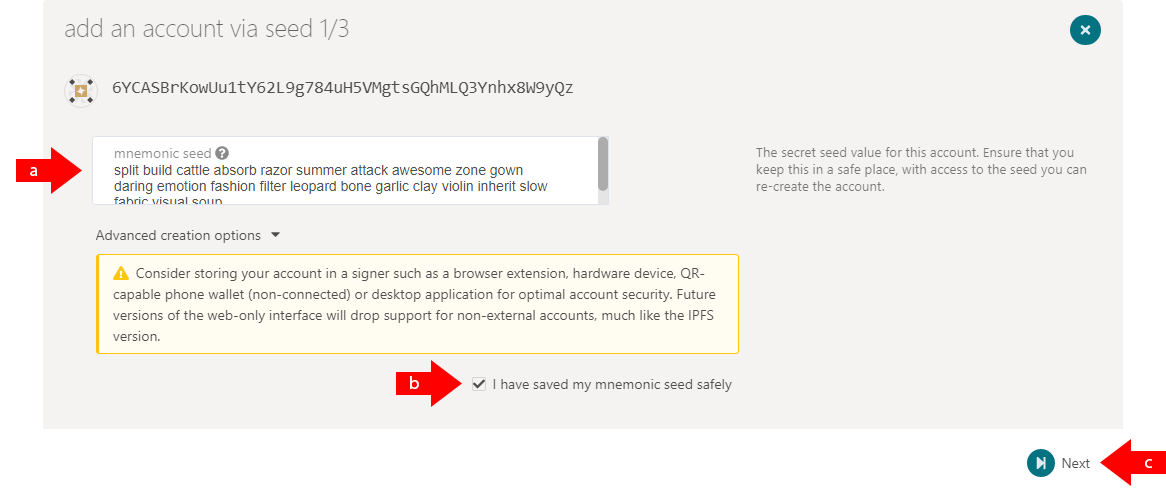 add an account via seed 1/3
6YCASBrKowUu1tY62L9g784uH5VMgtsGQhMLQ3Ynhx8W9yQz
a
mnemonic seed
split build cattle absorb razor summer attack awesome zone gown
daring emotion fashion filter leopard bone garlic clay violin inherit slow
fabric visual soup
The secret seed value for this account. Ensure that you
keep this in a safe place, with access to the seed you can
re-create the account.
Advanced creation options
Consider storing your account in a signer such as a browser extension, hardware device, QR-
capable phone wallet (non-connected) or desktop application for optimal account security. Future
versions of the web-only interface will drop support for non-external accounts, much like the IPFS
version.
b
I have saved my mnemonic seed safely
Next
c